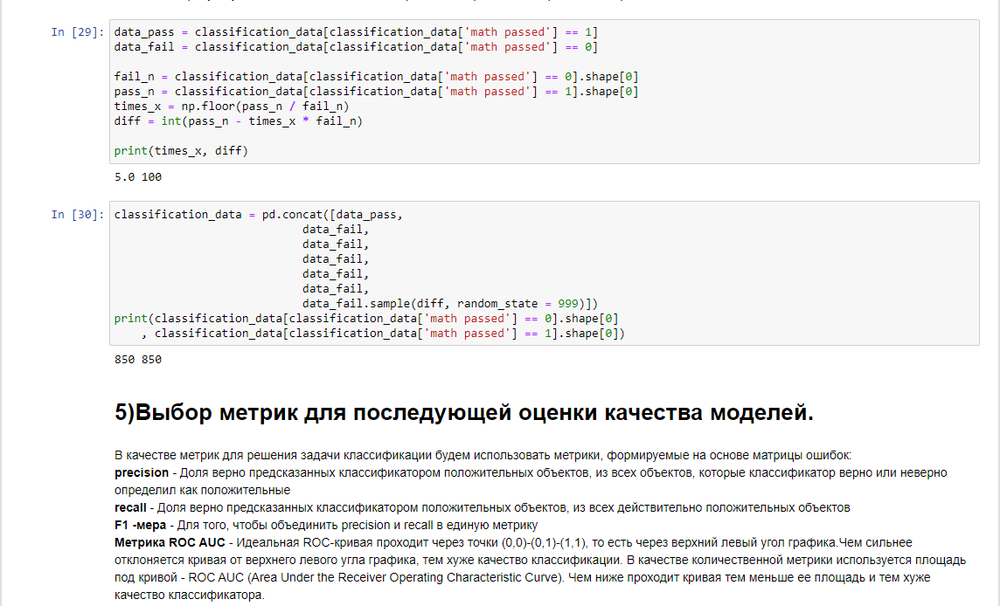 In [29]: data_pass = classification_data[classification_data['math passed'] == 1]
data_fail = classification_data[classification_data['math passed'] == 0]
fail_n = classification_data[classification_data['math passed'] == 0].shape[0]
pass_n = classification_data[classification_data['math passed'] == 1].shape[0]
times_x = np.floor(pass_n / fail_n)
diff = int(pass_n - times_x * fail_n)
print(times_x, diff)
5.0 100
In [30]: classification_data = pd.concat([data_pass,
data_fail,
data_fail,
data_fail,
data_fail,
data_fail,
data_fail.sample(diff, random_state = 999)])
print(classification_data[classification_data['math passed'] == 0].shape[0]
, classification_data[classification_data['math passed'] == 1].shape[0])
850 850
5)Выбор метрик для последующей оценки качества моделей.
В качестве метрик для решения задачи классификации будем использовать метрики, формируемые на основе матрицы ошибок:
precision - Доля верно предсказанных классификатором положительных объектов, из всех объектов, которые классификатор верно или неверно
определил как положительные
recall - Доля верно предсказанных классификатором положительных объектов, из всех действительно положительных объектов
F1 -мера - Для того, чтобы объединить precision и recall в единую метрику
Метрика ROC AUC - Идеальная ROC-кривая проходит через точки (0,0)-(0,1)-(1,1), то есть через верхний левый угол графика.Чем сильнее
отклоняется кривая от верхнего левого угла графика, тем хуже качество классификации. В качестве количественной метрики используется площадь
под кривой - ROC AUC (Area Under the Receiver Operating Characteristic Curve). Чем ниже проходит кривая тем меньше ее площадь и тем хуже
качество классификатора.